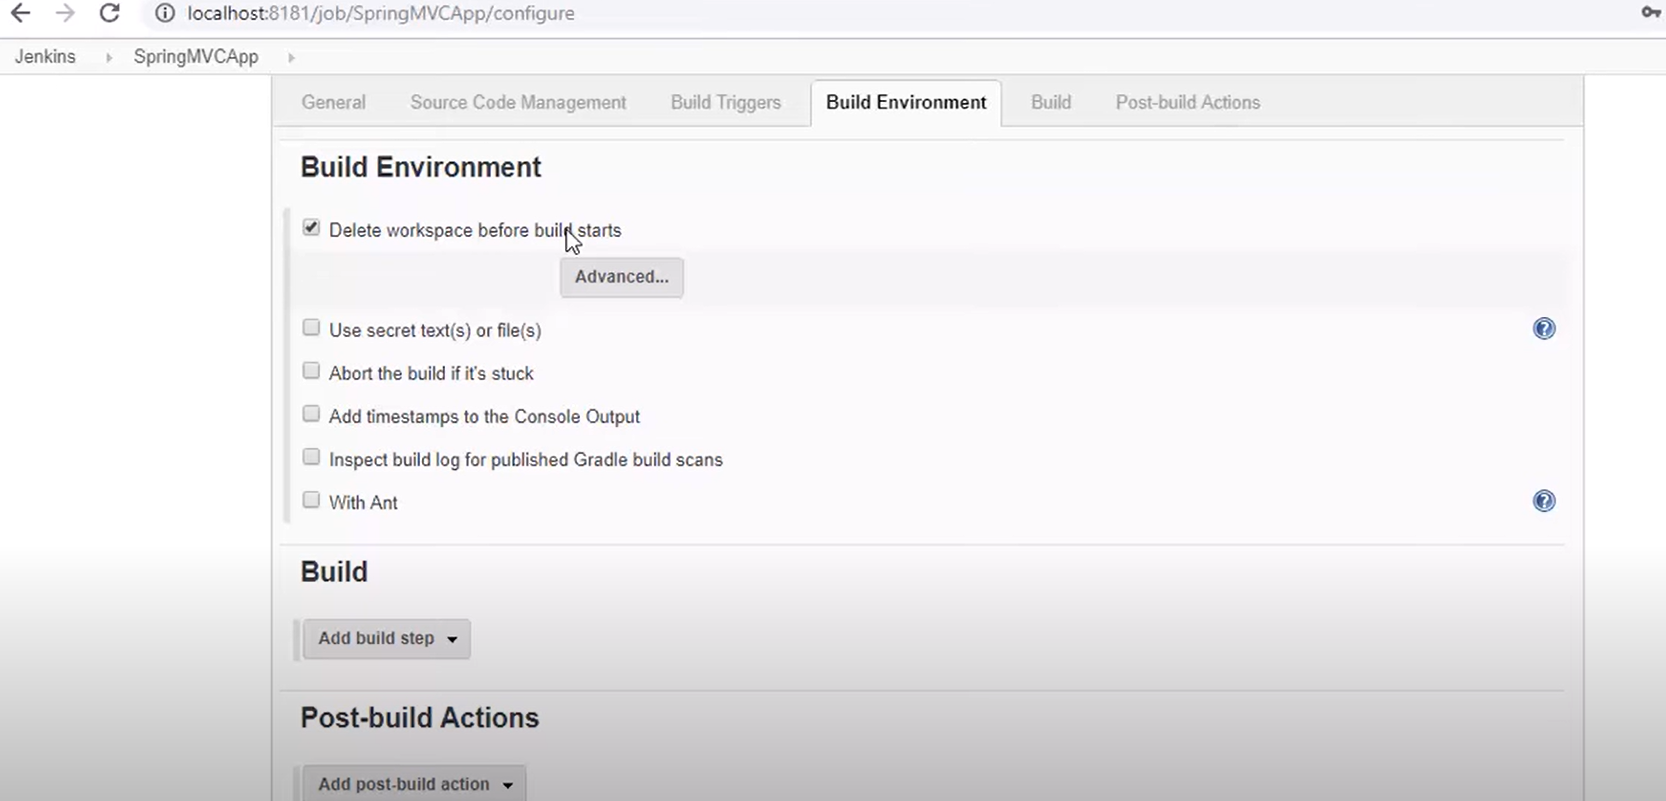 localhost:8181/job/SpringMVCApp/configure
Jenkins SpringMVCApp
General Source Code Management Build Triggers Build Environment Build Post-build Actions
Build Environment
Delete workspace before build starts
Advanced...
Use secret text(s) or file(s)
Abort the build if it's stuck
Add timestamps to the Console Output
Inspect build log for published Gradle build scans
With Ant
Build
Add build step
Post-build Actions
Add post-build action